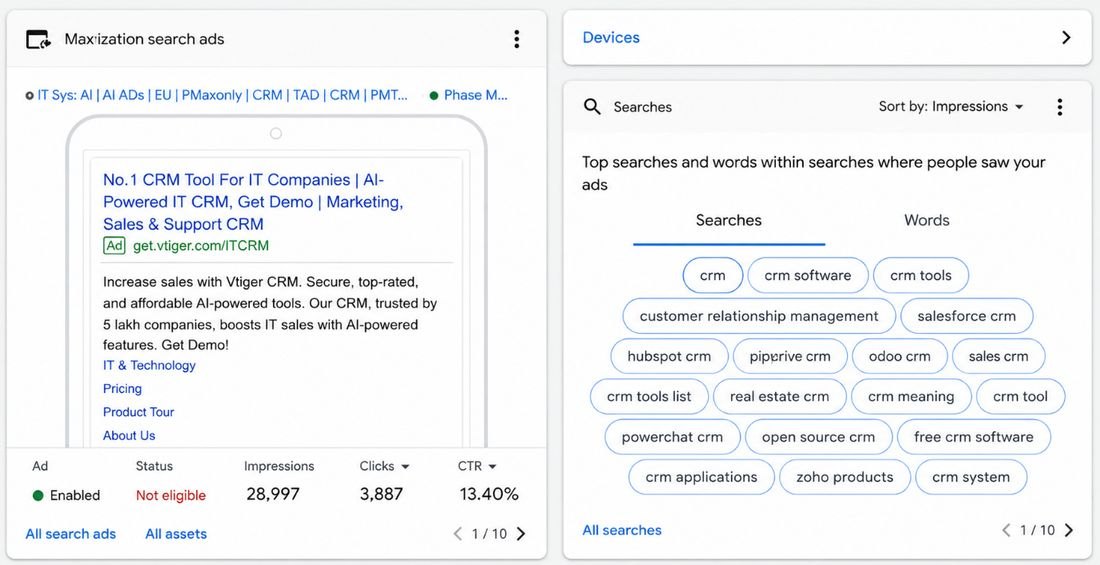 Maxization search ads
IT Sys: AI | AI ADs | EU | PMaxonly | CRM | TAD | CRM | PMT... Phase M...
No.1 CRM Tool For IT Companies | AI-
Powered IT CRM, Get Demo | Marketing,
Sales & Support CRM
Ad get.vtiger.com/ITCRM
Increase sales with Vtiger CRM. Secure, top-rated,
and affordable AI-powered tools. Our CRM, trusted by
5 lakh companies, boosts IT sales with AI-powered
features. Get Demo!
IT & Technology
Pricing
Product Tour
About Us
Ad Status Impressions Clicks CTR
Enabled Not eligible 28,997 3,887 13.40%
All search ads All assets 1 / 10
Devices
Searches Sort by: Impressions
Top searches and words within searches where people saw your
ads
Searches Words
crm crm software crm tools
customer relationship management salesforce crm
hubspot crm crm odoo crm sales crm
crm tools list real estate crm crm meaning crm tool
powerchat crm open source crm free crm software
crm applications zoho products crm system
All searches 1 / 10